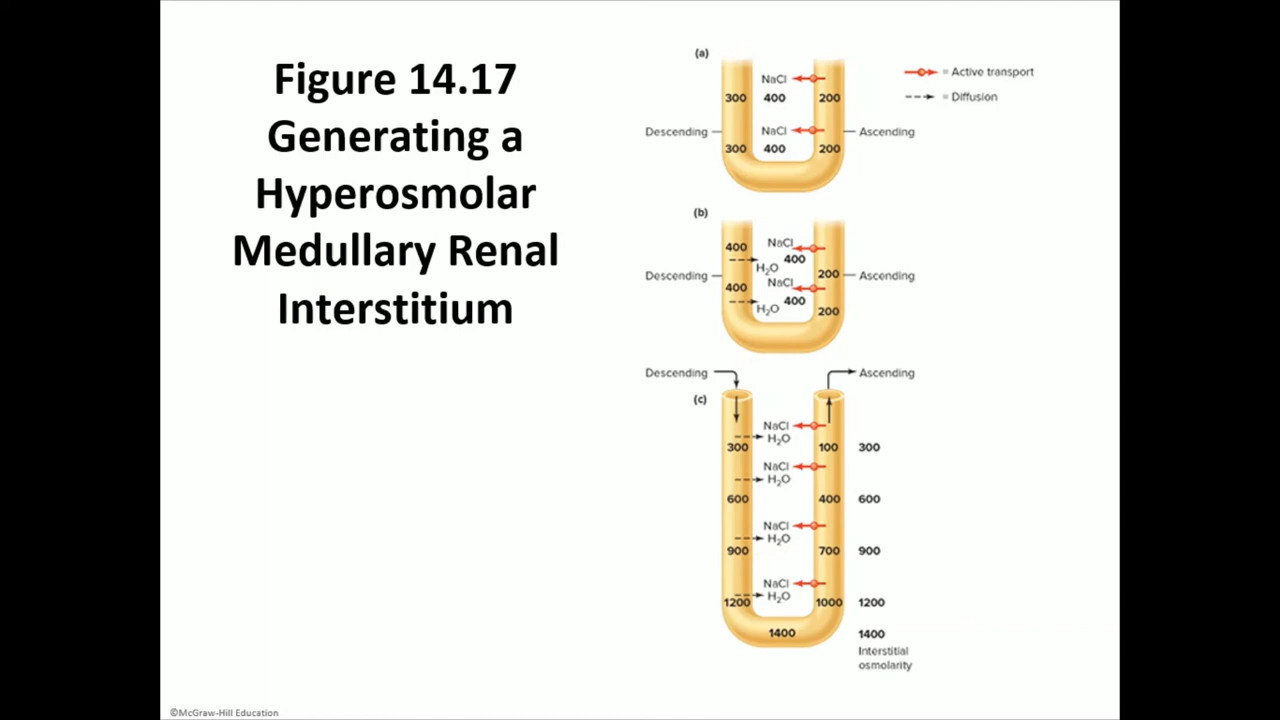 Figure 14.17
Generating a
Hyperosmolar
Medullary Renal
Interstitium
(a)
NaCl
= Active transport
300 400 200
= Diffusion
Descending NaCl Ascending
300 400 200
(b)
400 NaCl
400
H₂O
Descending 200 Ascending
NaCl
400
400
H₂O 200
Descending Ascending
(c)
NaCl
H₂O
300 100 300
NaCl
H₂O
600 400 600
NaCl
H₂O
900 700 900
NaCl
H₂O
1200 1000 1200
1400 1400
Interstitial
osmolarity
©McGraw-Hill Education